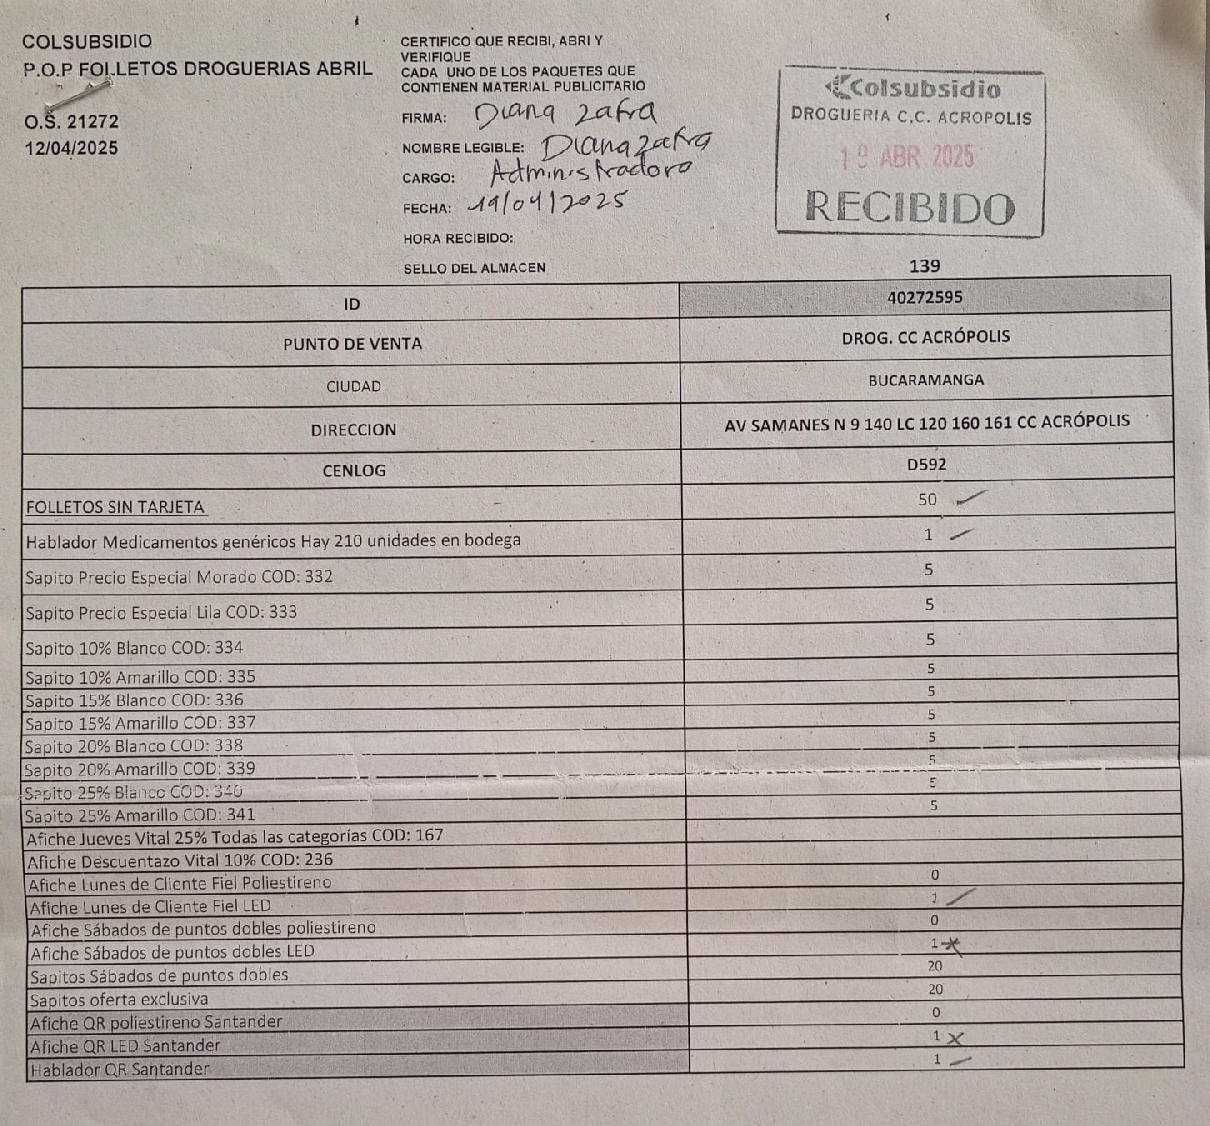 COLSUBSIDIO
P.O.P FOLLETOS DROGUERIAS ABRIL
O.S. 21272
12/04/2025
CERTIFICO QUE RECIBI, ABRI Y
VERIFIQUE
CADA UNO DE LOS PAQUETES QUE
CONTIENEN MATERIAL PUBLICITARIO
FIRMA: Diana Zafra
NOMBRE LEGIBLE: Diana Zafra
CARGO: Administradora
FECHA: 19/04/2025
HORA RECIBIDO:
SELLO DEL ALMACEN
Colsubsidio
DROGUERIA C,C. ACROPOLIS
19 ABR 2025
RECIBIDO
139
ID 40272595
PUNTO DE VENTA DROG. CC ACRÓPOLIS
CIUDAD BUCARAMANGA
DIRECCION AV SAMANES N 9 140 LC 120 160 161 CC ACRÓPOLIS
CENLOG D592
FOLLETOS SIN TARJETA 50
Hablador Medicamentos genéricos Hay 210 unidades en bodega 1
Sapito Precio Especial Morado COD: 332 5
Sapito Precio Especial Lila COD: 333 5
Sapito 10% Blanco COD: 334 5
Sapito 10% Amarillo COD: 335 5
Sapito 15% Blanco COD: 336 5
Sapito 15% Amarillo COD: 337 5
Sapito 20% Blanco COD: 338 5
Sapito 20% Amarillo COD: 339 5
Sapito 25% Blanco COD: 340 5
Sapito 25% Amarillo COD: 341 5
Afiche Jueves Vital 25% Todas las categorías COD: 167
Afiche Descuentazo Vital 10% COD: 236
Afiche Lunes de Cliente Fiel Poliestireno 0
Afiche Lunes de Cliente Fiel LED 1
Afiche Sábados de puntos dobles poliestireno 0
Afiche Sábados de puntos dobles LED 1
Sapitos Sábados de puntos dobles 20
Sapitos oferta exclusiva 20
Afiche QR poliestireno Santander 0
Afiche QR LED Santander 1
Hablador QR Santander 1